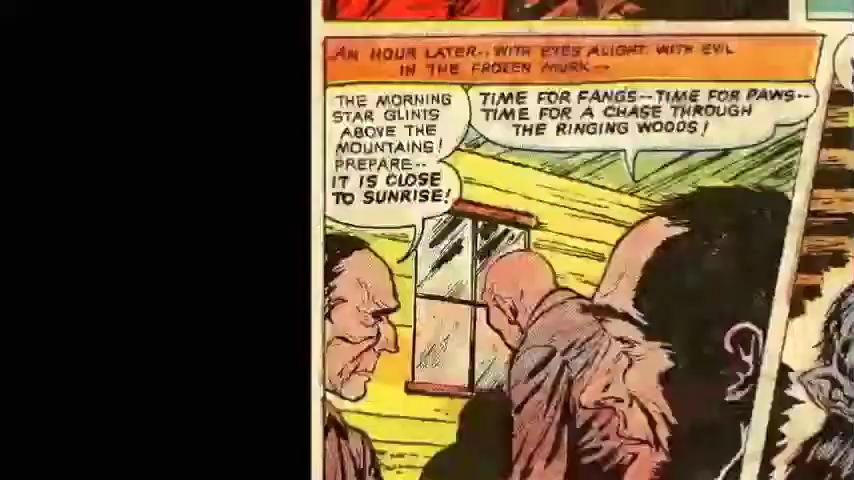 AN HOUR LATER-- WITH EYES ALIGHT WITH EVIL
IN THE FROZEN MURK--
THE MORNING
STAR GLINTS
ABOVE THE
MOUNTAINS!
PREPARE--
IT IS CLOSE
TO SUNRISE!
TIME FOR FANGS--TIME FOR PAWS--
TIME FOR A CHASE THROUGH
THE RINGING WOODS!